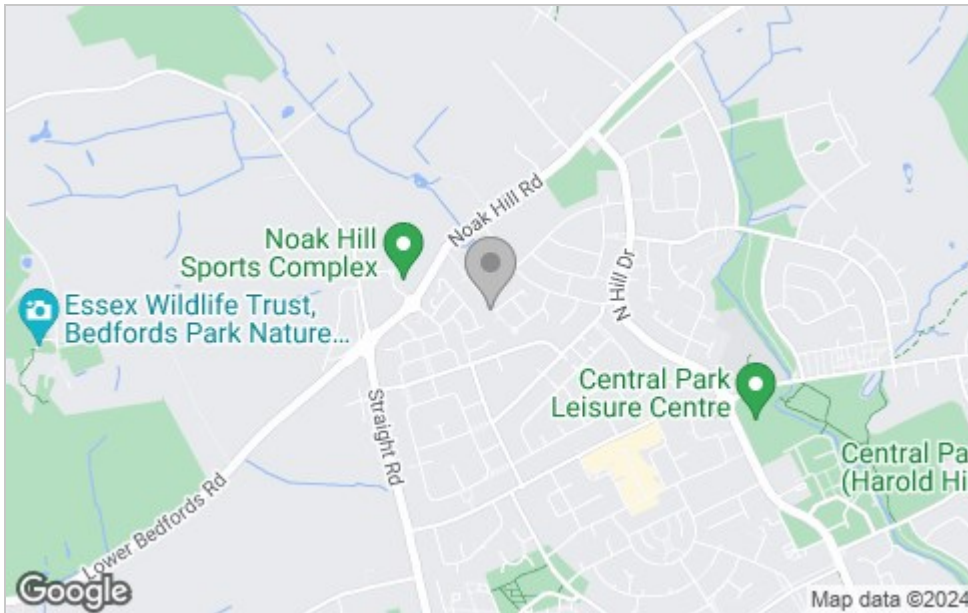 Noak Hill Rd
Noak Hill
Sports Complex
Essex Wildlife Trust,
Bedfords Park Nature...
N Hill Dr
Central Park
Leisure Centre
Straight Rd
Central Pa
(Harold Hi
Lower Bedfords Rd
Google
Map data ©2024